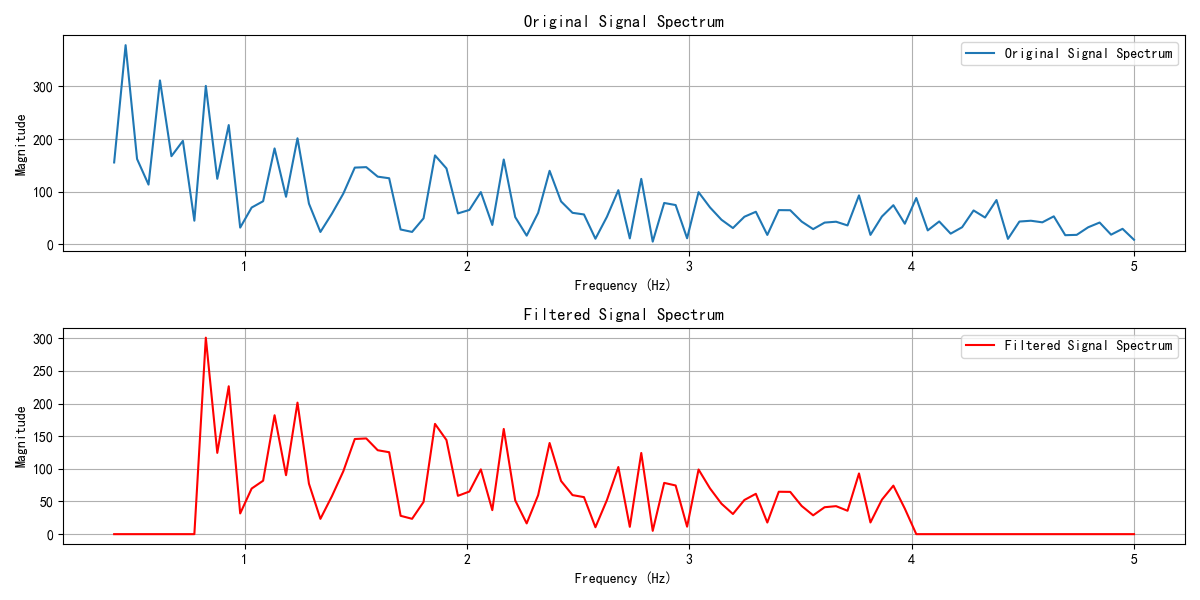 Original Signal Spectrum
Original Signal Spectrum
Magnitude
300
200
100
0
1 2 3 4 5
Frequency (Hz)
Filtered Signal Spectrum
Filtered Signal Spectrum
Magnitude
300
250
200
150
100
50
0
1 2 3 4 5
Frequency (Hz)